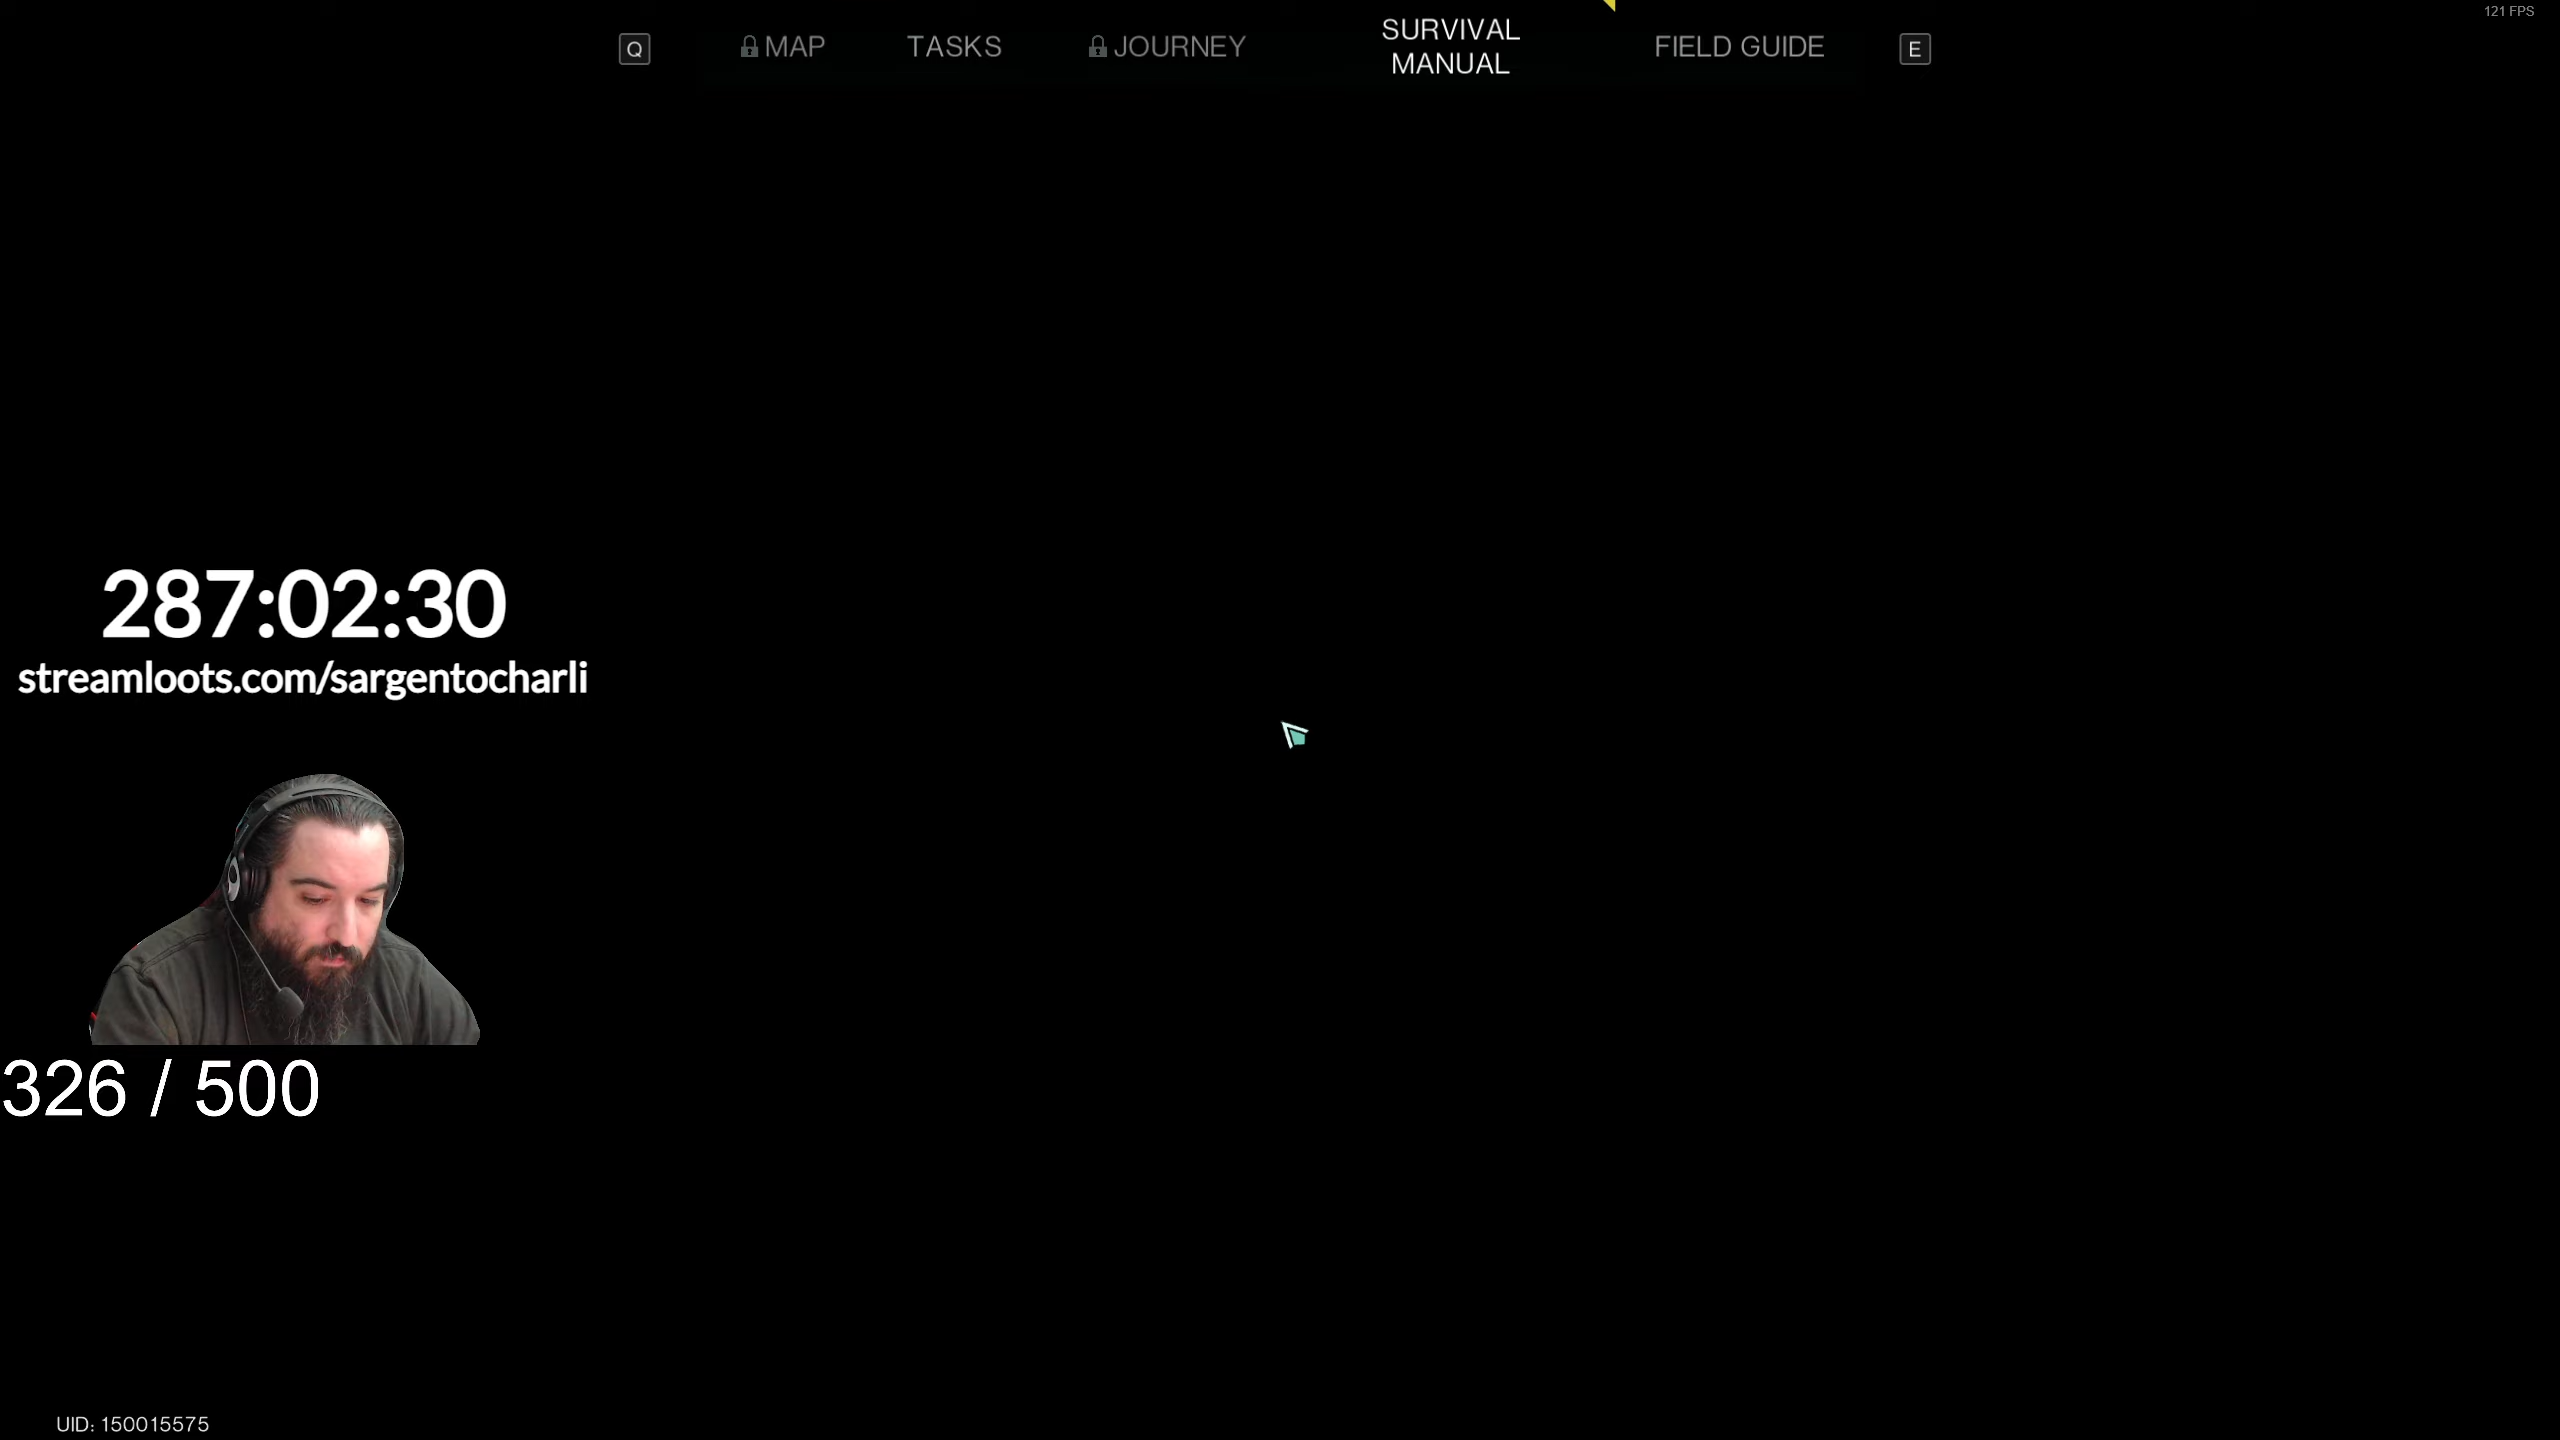 121 FPS
Q
MAP
TASKS
JOURNEY
SURVIVAL
MANUAL
FIELD GUIDE
E
287:02:30
streamloots.com/sargentocharli
326 / 500
UID: 150015575